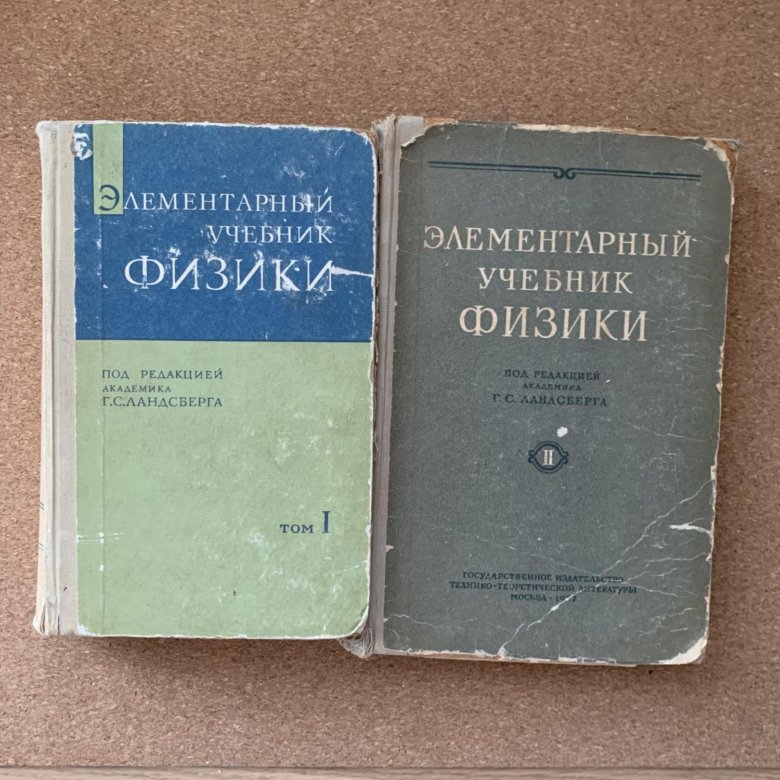 Элементарный
учебник
физики
под редакцией
академика
Г.С.Ландсберга
том I
Элементарный
учебник
физики
под редакцией
академика
Г. С. Ландсберга
II
Государственное издательство
технико-теоретической литературы
Москва •